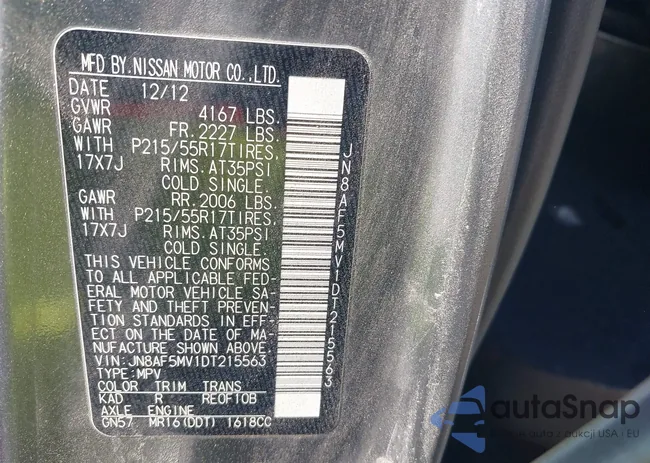 MFD BY.NISSAN MOTOR CO.,LTD.
DATE 12/12
GVWR 4167 LBS.
GAWR FR. 2227 LBS.
WITH P215/55R17TIRES.
17X7J RIMS. AT35PSI
COLD SINGLE.
GAWR RR. 2006 LBS.
WITH P215/55R17TIRES.
17X7J RIMS. AT35PSI
COLD SINGLE.
THIS VEHICLE CONFORMS
TO ALL APPLICABLE FED-
ERAL MOTOR VEHICLE SA-
FETY AND THEFT PREVEN-
TION STANDARDS IN EFF-
ECT ON THE DATE OF MA-
NUFACTURE SHOWN ABOVE.
VIN: JN8AF5MV1DT215563
TYPE:MPV
COLOR TRIM TRANS
KAD R RE0F10B
AXLE ENGINE
GN57 MR16(DDT) 1618CC
JN8AF5MV1DT215563
autaSnap
aukcji USA i EU